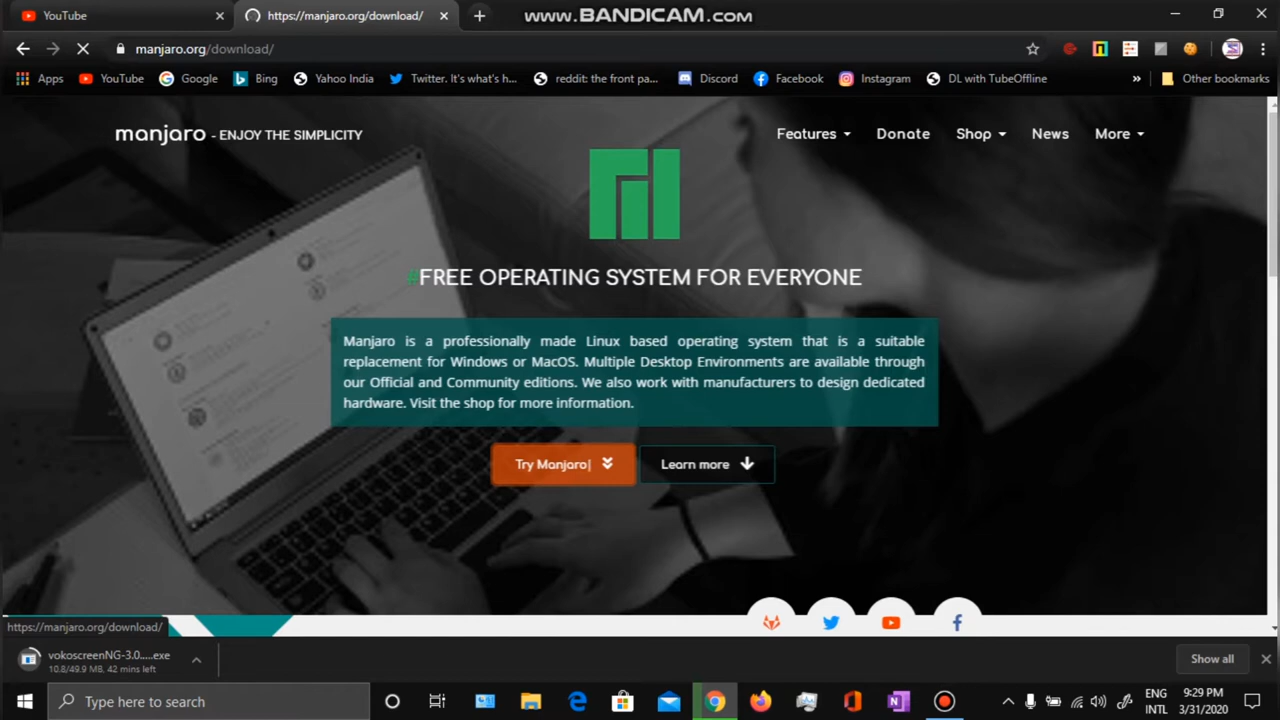 YouTube
https://manjaro.org/download/
www.BANDICAM.com
manjaro.org/download/
Apps
YouTube
Google
Bing
Yahoo India
Twitter. It's what's h...
reddit: the front pa...
Discord
Facebook
Instagram
DL with TubeOffline
»
Other bookmarks
manjaro - ENJOY THE SIMPLICITY
Features
Donate
Shop
News
More
#FREE OPERATING SYSTEM FOR EVERYONE
Manjaro is a professionally made Linux based operating system that is a suitable
replacement for Windows or MacOS. Multiple Desktop Environments are available through
our Official and Community editions. We also work with manufacturers to design dedicated
hardware. Visit the shop for more information.
Try Manjaro|
Learn more
https://manjaro.org/download/
vokoscreenNG-3.0.....exe
10.8/49.9 MB, 42 mins left
Show all
Type here to search
ENG
INTL
9:29 PM
3/31/2020